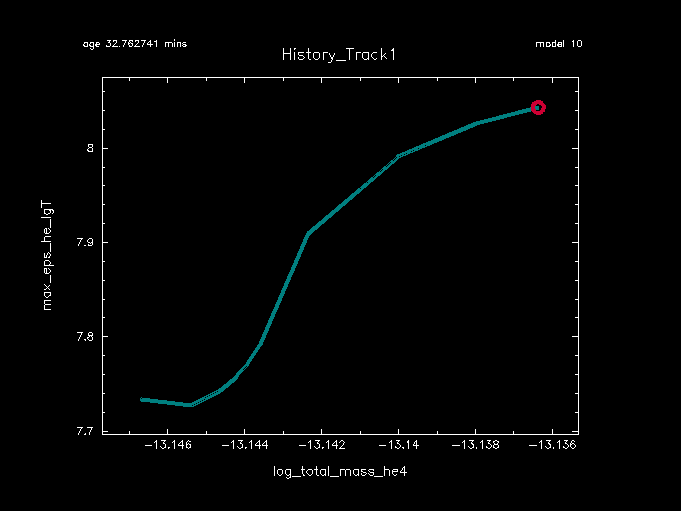 age 32.762741 mins
model 10
History_Track1
8
7.9
7.8
7.7
max_eps_he_lgT
−13.146 −13.144 −13.142 −13.14 −13.138 −13.136
log_total_mass_he4